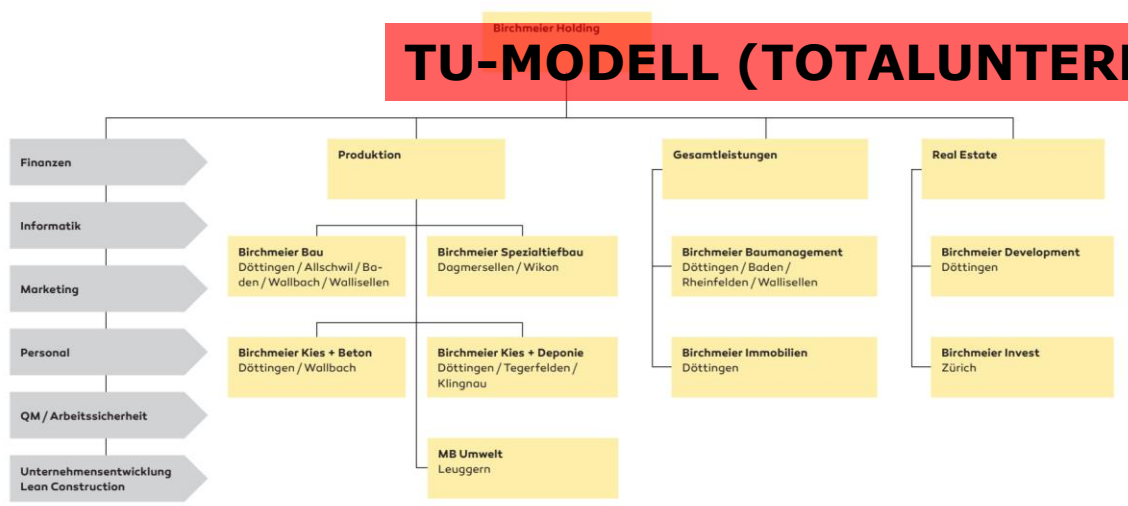 Birchmeier Holding
TU-MODELL (TOTALUNTER
Finanzen
Informatik
Marketing
Personal
QM / Arbeitssicherheit
Unternehmensentwicklung
Lean Construction
Produktion
Birchmeier Bau
Döttingen / Allschwil / Ba-
den / Wallbach / Wallisellen
Birchmeier Spezialtiefbau
Dagmersellen / Wikon
Birchmeier Kies + Beton
Döttingen / Wallbach
Birchmeier Kies + Deponie
Döttingen / Tegerfelden /
Klingnau
MB Umwelt
Leuggern
Gesamtleistungen
Birchmeier Baumanagement
Döttingen / Baden /
Rheinfelden / Wallisellen
Birchmeier Immobilien
Döttingen
Real Estate
Birchmeier Development
Döttingen
Birchmeier Invest
Zürich